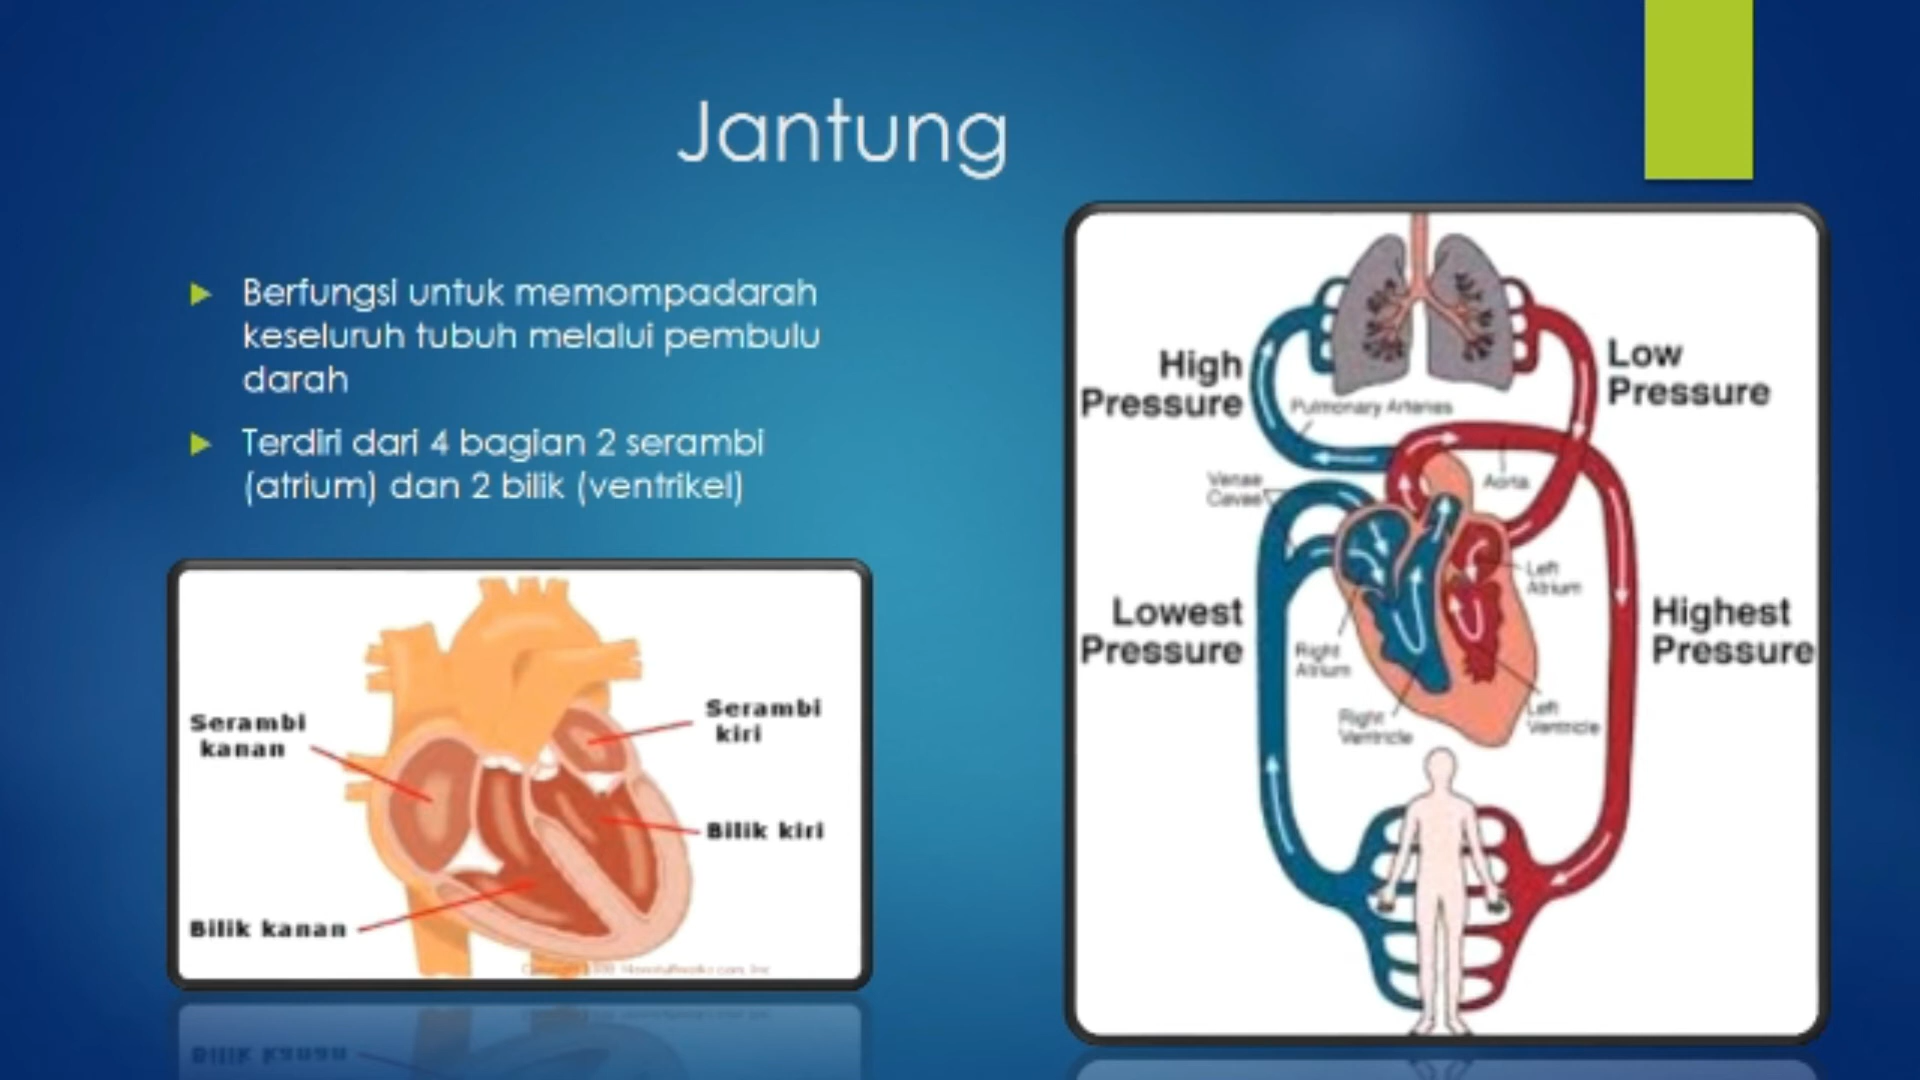 Jantung
Berfungsi untuk memompadarah
keseluruh tubuh melalui pembulu
darah
Terdiri dari 4 bagian 2 serambi
(atrium) dan 2 bilik (ventrikel)
Serambi
kanan
Serambi
kiri
Bilik kiri
Bilik kanan
High
Pressure
Low
Pressure
Pulmonary Arteries
Venae
Cavae
Aorta
Left
Atrium
Lowest
Pressure
Highest
Pressure
Right
Atrium
Right
Ventricle
Left
Ventricle